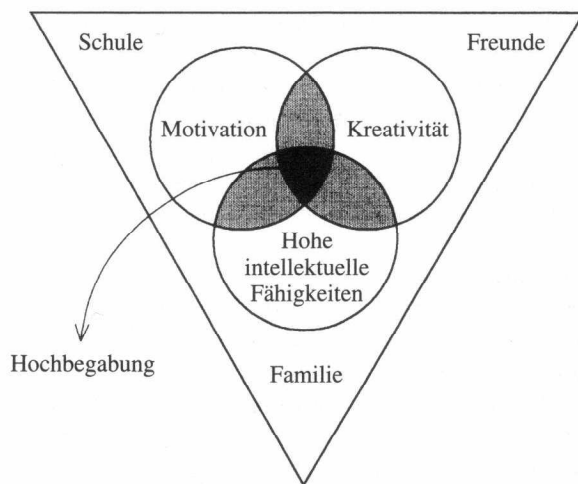 Schule
Freunde
Motivation
Kreativität
Hohe
intellektuelle
Fähigkeiten
Hochbegabung
Familie